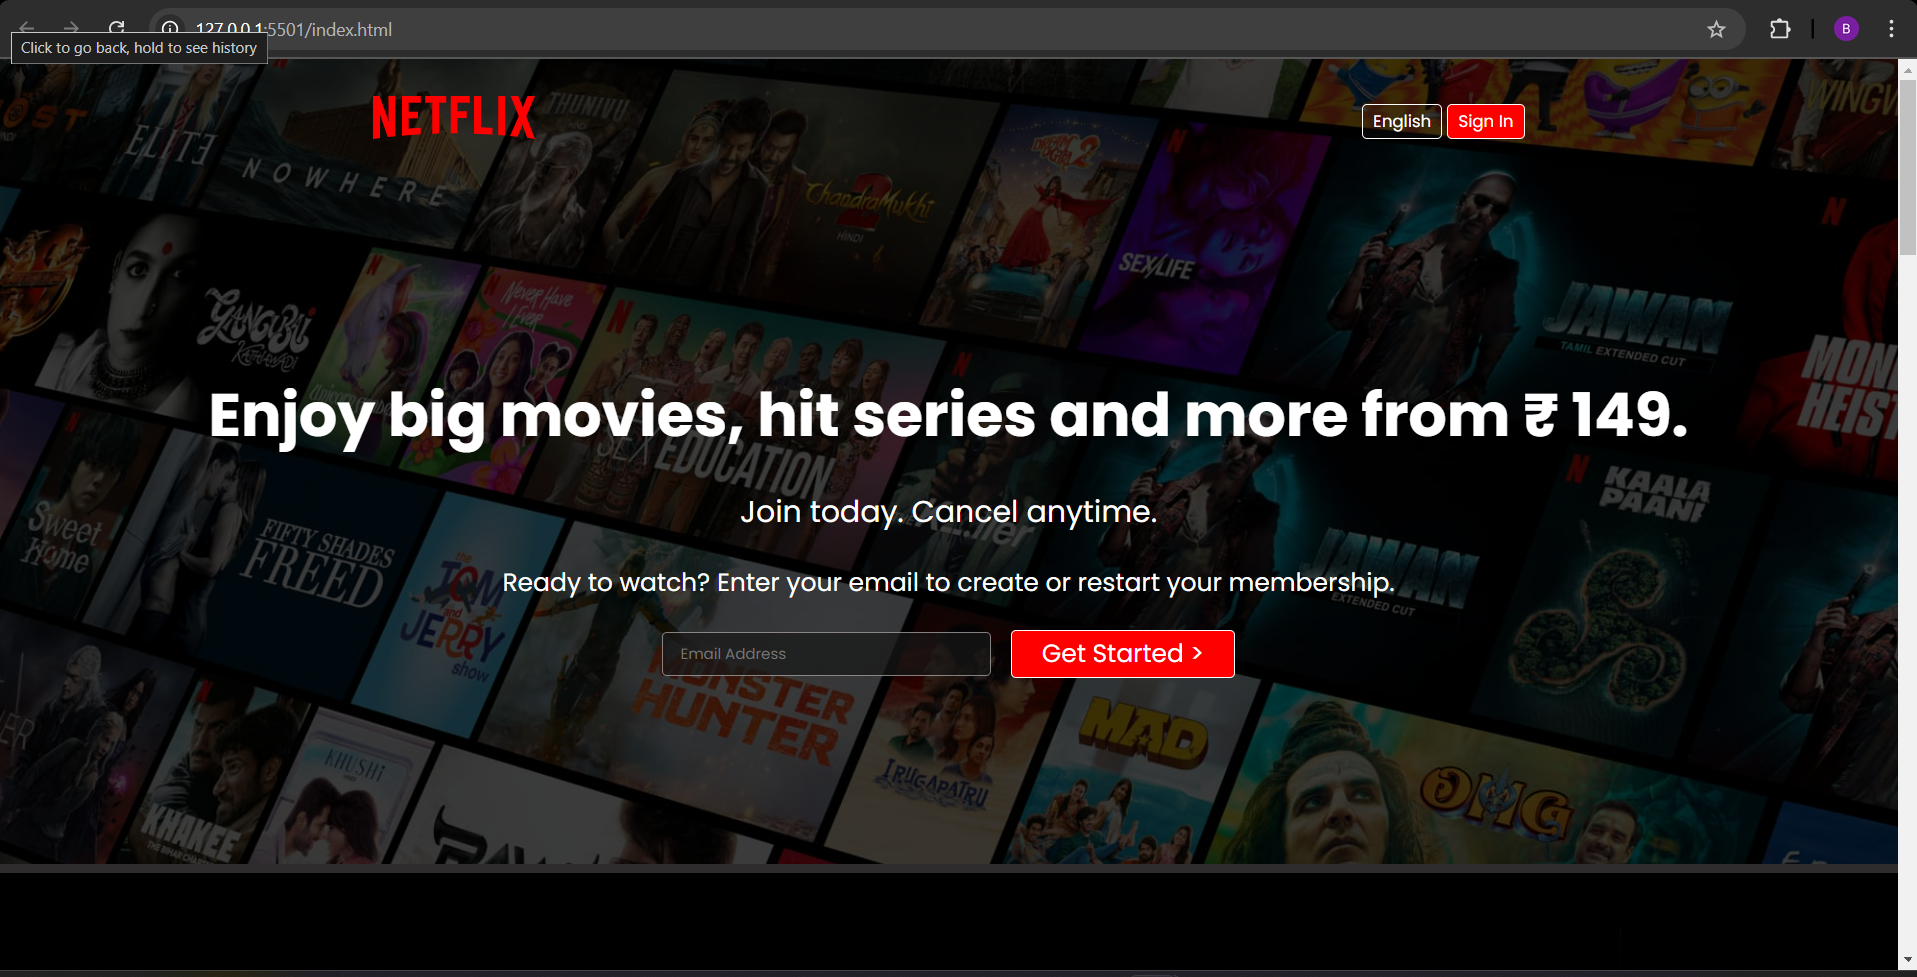 127.0.0.1:5501/index.html
B
Click to go back, hold to see history
NETFLIX
English
Sign In
ELITE
NOWHERE
THUNIVU
ChandraMukhi
2
HINDI
DREAM GIRL 2
SEX/LIFE
JAWAN
TAMIL EXTENDED CUT
GANGUBAI
KATHIAWADI
Never Have
I Ever
MONEY
HEIST
Enjoy big movies, hit series and more from ₹ 149.
SEX EDUCATION
KAALA
PAANI
Join today. Cancel anytime.
Sweet
Home
FIFTY SHADES
FREED
the
TOM
and
JERRY
show
JAWAN
EXTENDED CUT
Ready to watch? Enter your email to create or restart your membership.
Email Address
Get Started >
MONSTER
HUNTER
MAD
IRUGAPATRU
OMG
KHUSHI
KHAKEE